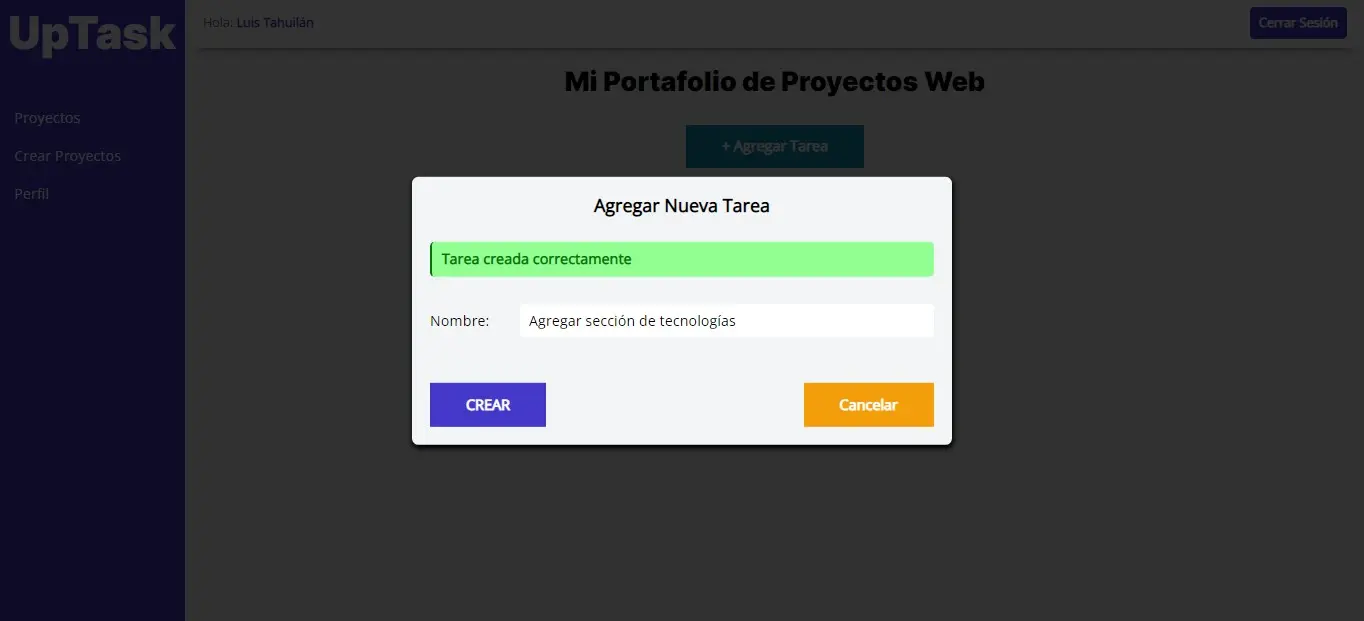 UpTask
Hola: Luis Tahuilán
Cerrar Sesión
Proyectos
Crear Proyectos
Perfil
Mi Portafolio de Proyectos Web
+ Agregar Tarea
Agregar Nueva Tarea
Tarea creada correctamente
Nombre: Agregar sección de tecnologías
CREAR Cancelar